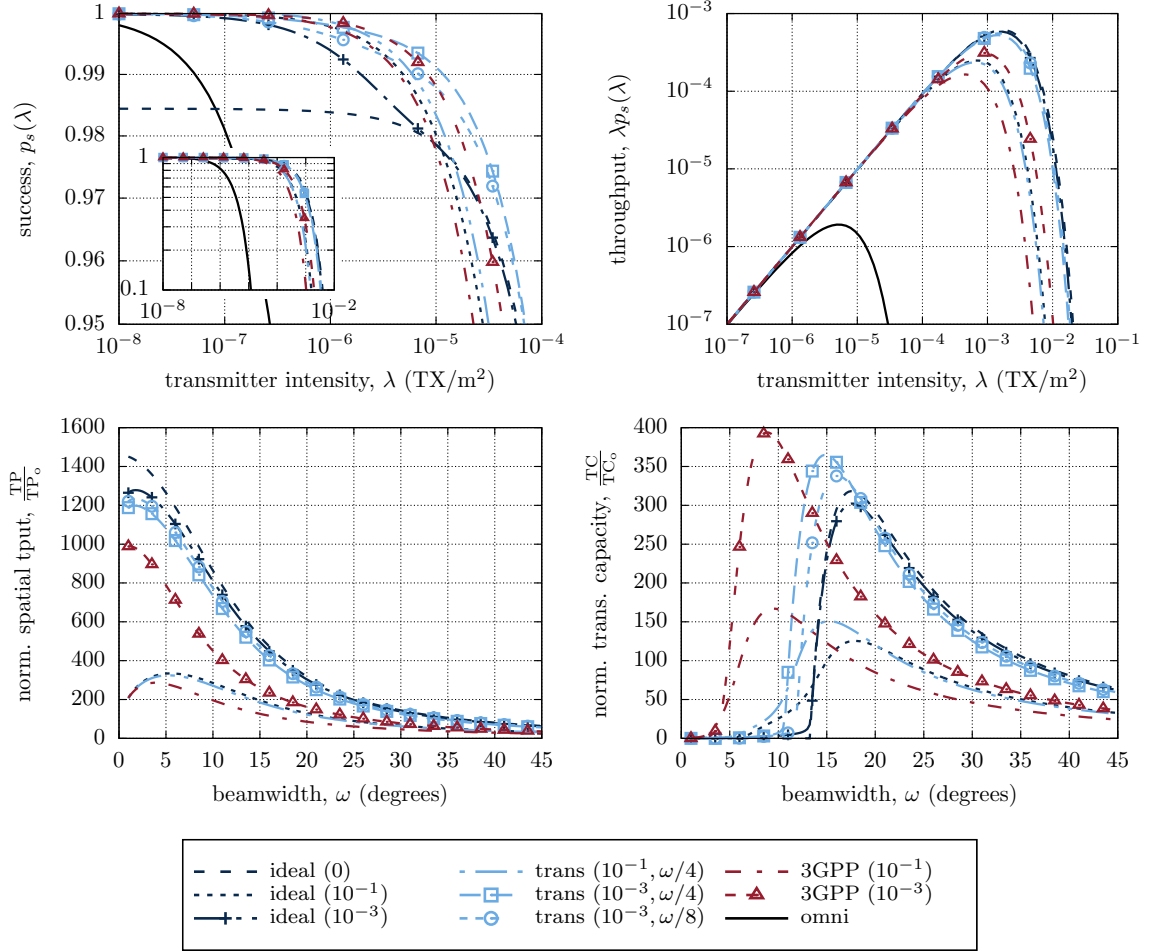 success, p_s(λ)
1
0.99
0.98
0.97
0.96
0.95
10^−8 10^−7 10^−6 10^−5 10^−4
transmitter intensity, λ (TX/m²)
1
0.1
10^−8 10^−2
throughput, λp_s(λ)
10^−3
10^−4
10^−5
10^−6
10^−7
10^−7 10^−6 10^−5 10^−4 10^−3 10^−2 10^−1
transmitter intensity, λ (TX/m²)
norm. spatial tput, TP/TP_o
1600
1400
1200
1000
800
600
400
200
0
0 5 10 15 20 25 30 35 40 45
beamwidth, ω (degrees)
norm. trans. capacity, TC/TC_o
400
350
300
250
200
150
100
50
0
0 5 10 15 20 25 30 35 40 45
beamwidth, ω (degrees)
ideal (0)
ideal (10^−1)
ideal (10^−3)
trans (10^−1, ω/4)
trans (10^−3, ω/4)
trans (10^−3, ω/8)
3GPP (10^−1)
3GPP (10^−3)
omni